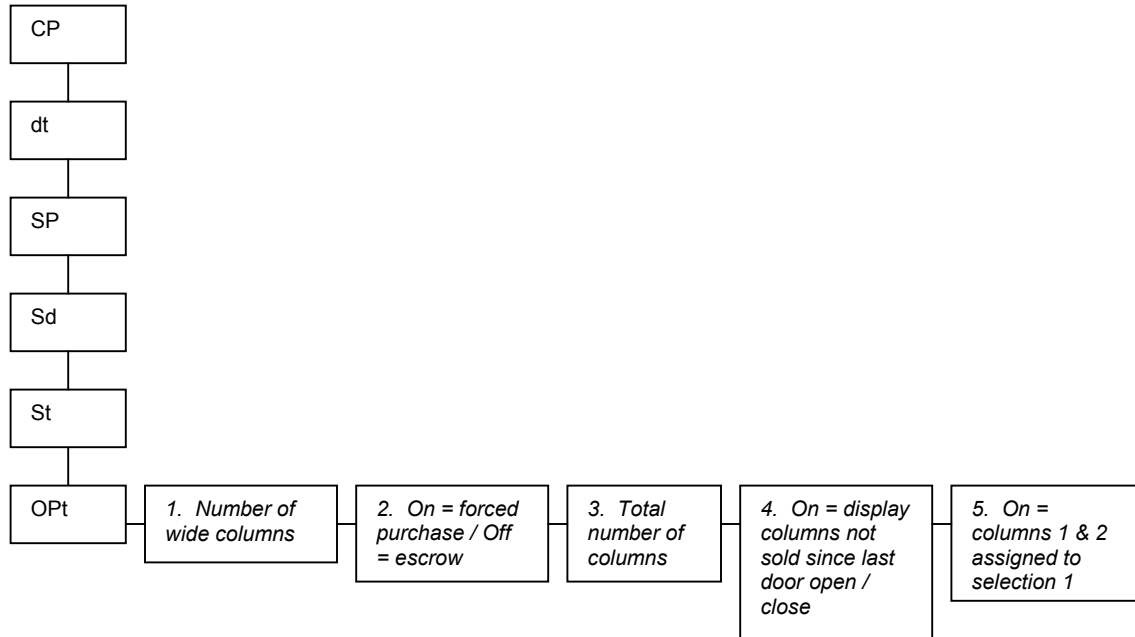 CP
dt
SP
Sd
St
OPt
1. Number of
wide columns
2. On = forced
purchase / Off
= escrow
3. Total
number of
columns
4. On = display
columns not
sold since last
door open /
close
5. On =
columns 1 & 2
assigned to
selection 1